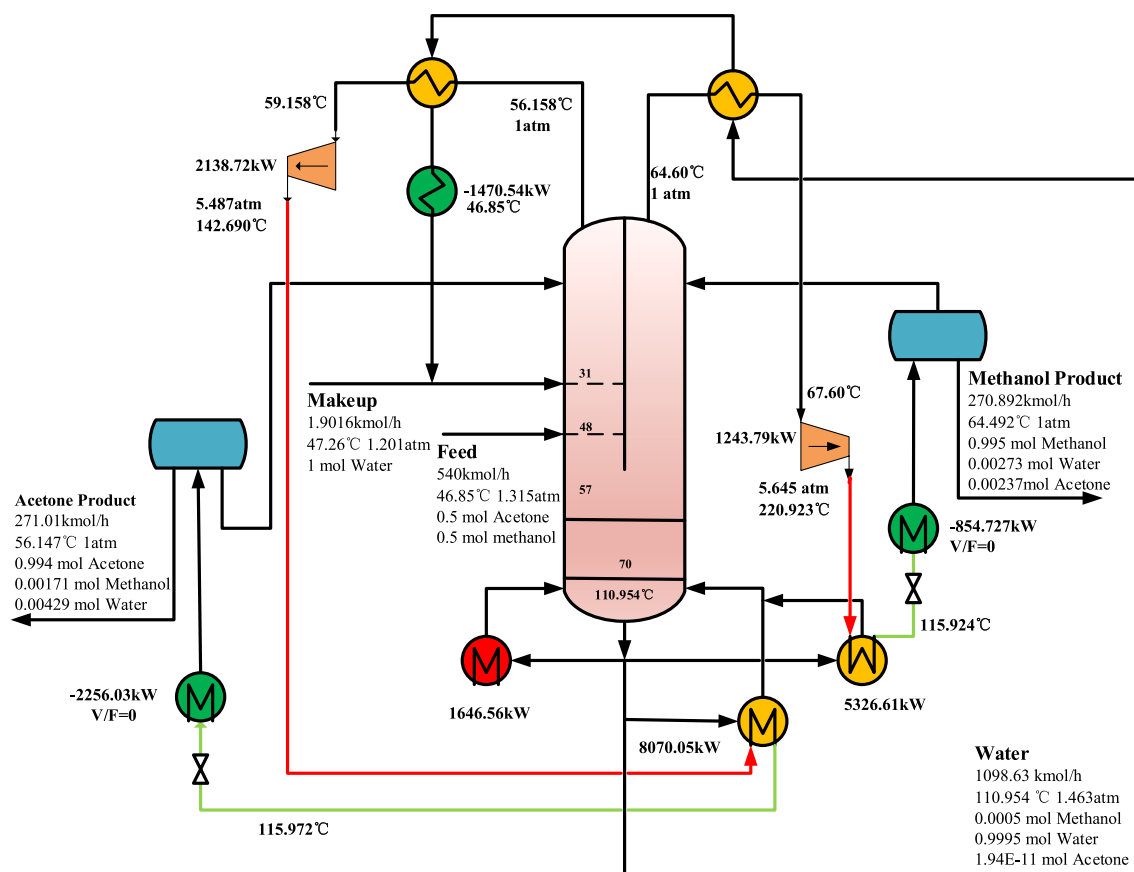 59.158℃
2138.72kW
5.487atm
142.690℃
56.158℃
1atm
-1470.54kW
46.85℃
64.60℃
1 atm
67.60℃
1243.79kW
5.645 atm
220.923℃
31
48
57
70
110.954℃
Makeup
1.9016kmol/h
47.26℃ 1.201atm
1 mol Water
Feed
540kmol/h
46.85℃ 1.315atm
0.5 mol Acetone
0.5 mol methanol
Methanol Product
270.892kmol/h
64.492℃ 1atm
0.995 mol Methanol
0.00273 mol Water
0.00237mol Acetone
-854.727kW
V/F=0
115.924℃
Acetone Product
271.01kmol/h
56.147℃ 1atm
0.994 mol Acetone
0.00171 mol Methanol
0.00429 mol Water
-2256.03kW
V/F=0
1646.56kW
5326.61kW
8070.05kW
115.972℃
Water
1098.63 kmol/h
110.954 ℃ 1.463atm
0.0005 mol Methanol
0.9995 mol Water
1.94E-11 mol Acetone